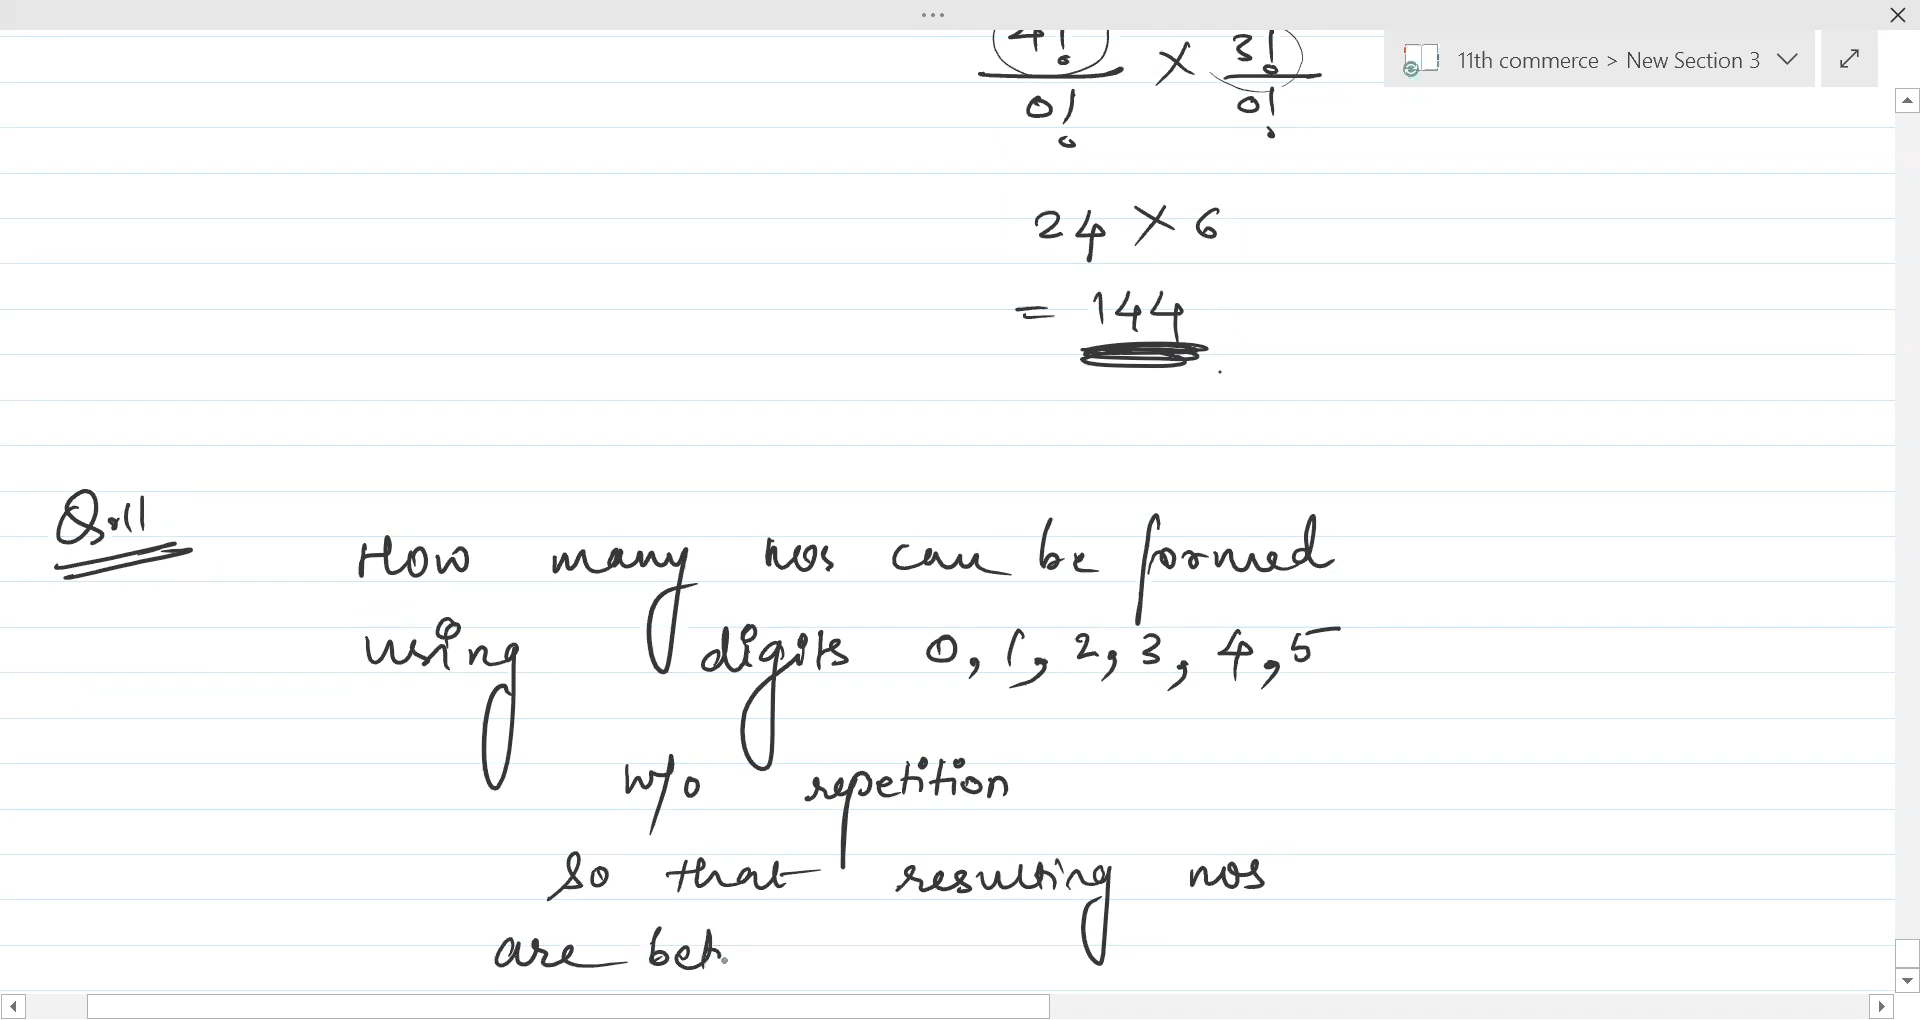 ...
11th commerce > New Section 3
4! × 3!
0! 0!
24 × 6
= 144
Q.11
How many nos can be formed
using digits 0, 1, 2, 3, 4, 5
w/o repetition
so that resulting nos
are bet.